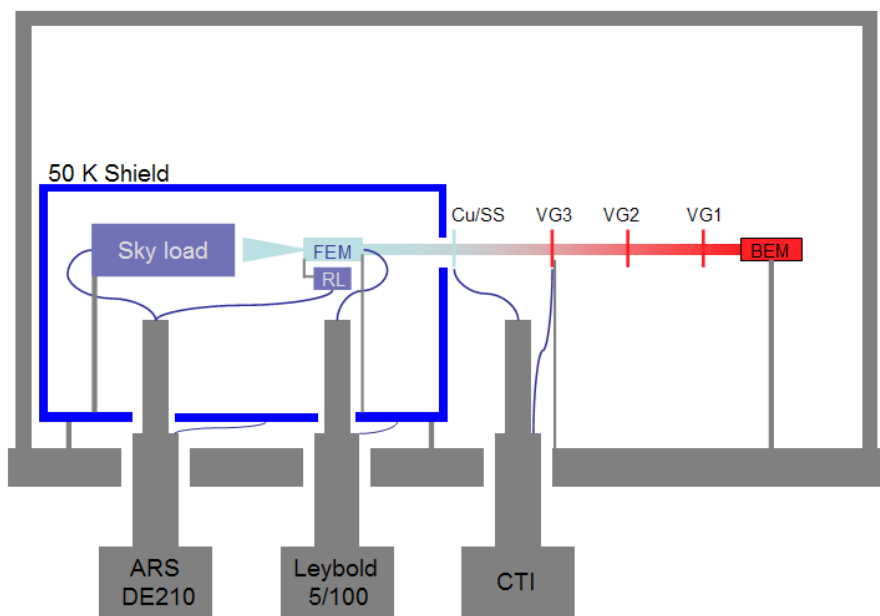 50 K Shield
Cu/SS
VG3
VG2
VG1
Sky load
FEM
BEM
RL
ARS
DE210
Leybold
5/100
CTI